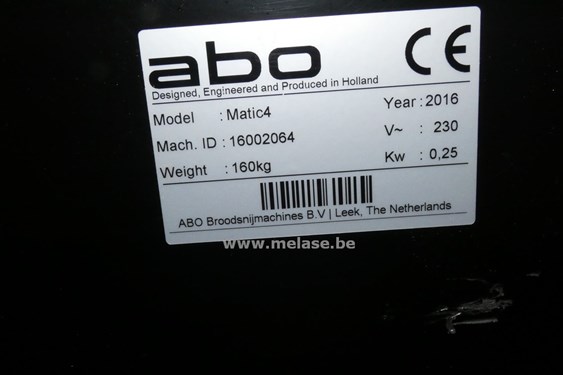 abo CE
Designed, Engineered and Produced in Holland
Model : Matic4 Year : 2016
Mach. ID : 16002064 V~ : 230
Weight : 160kg Kw : 0,25
ABO Broodsnijmachines B.V | Leek, The Netherlands
www.melase.be